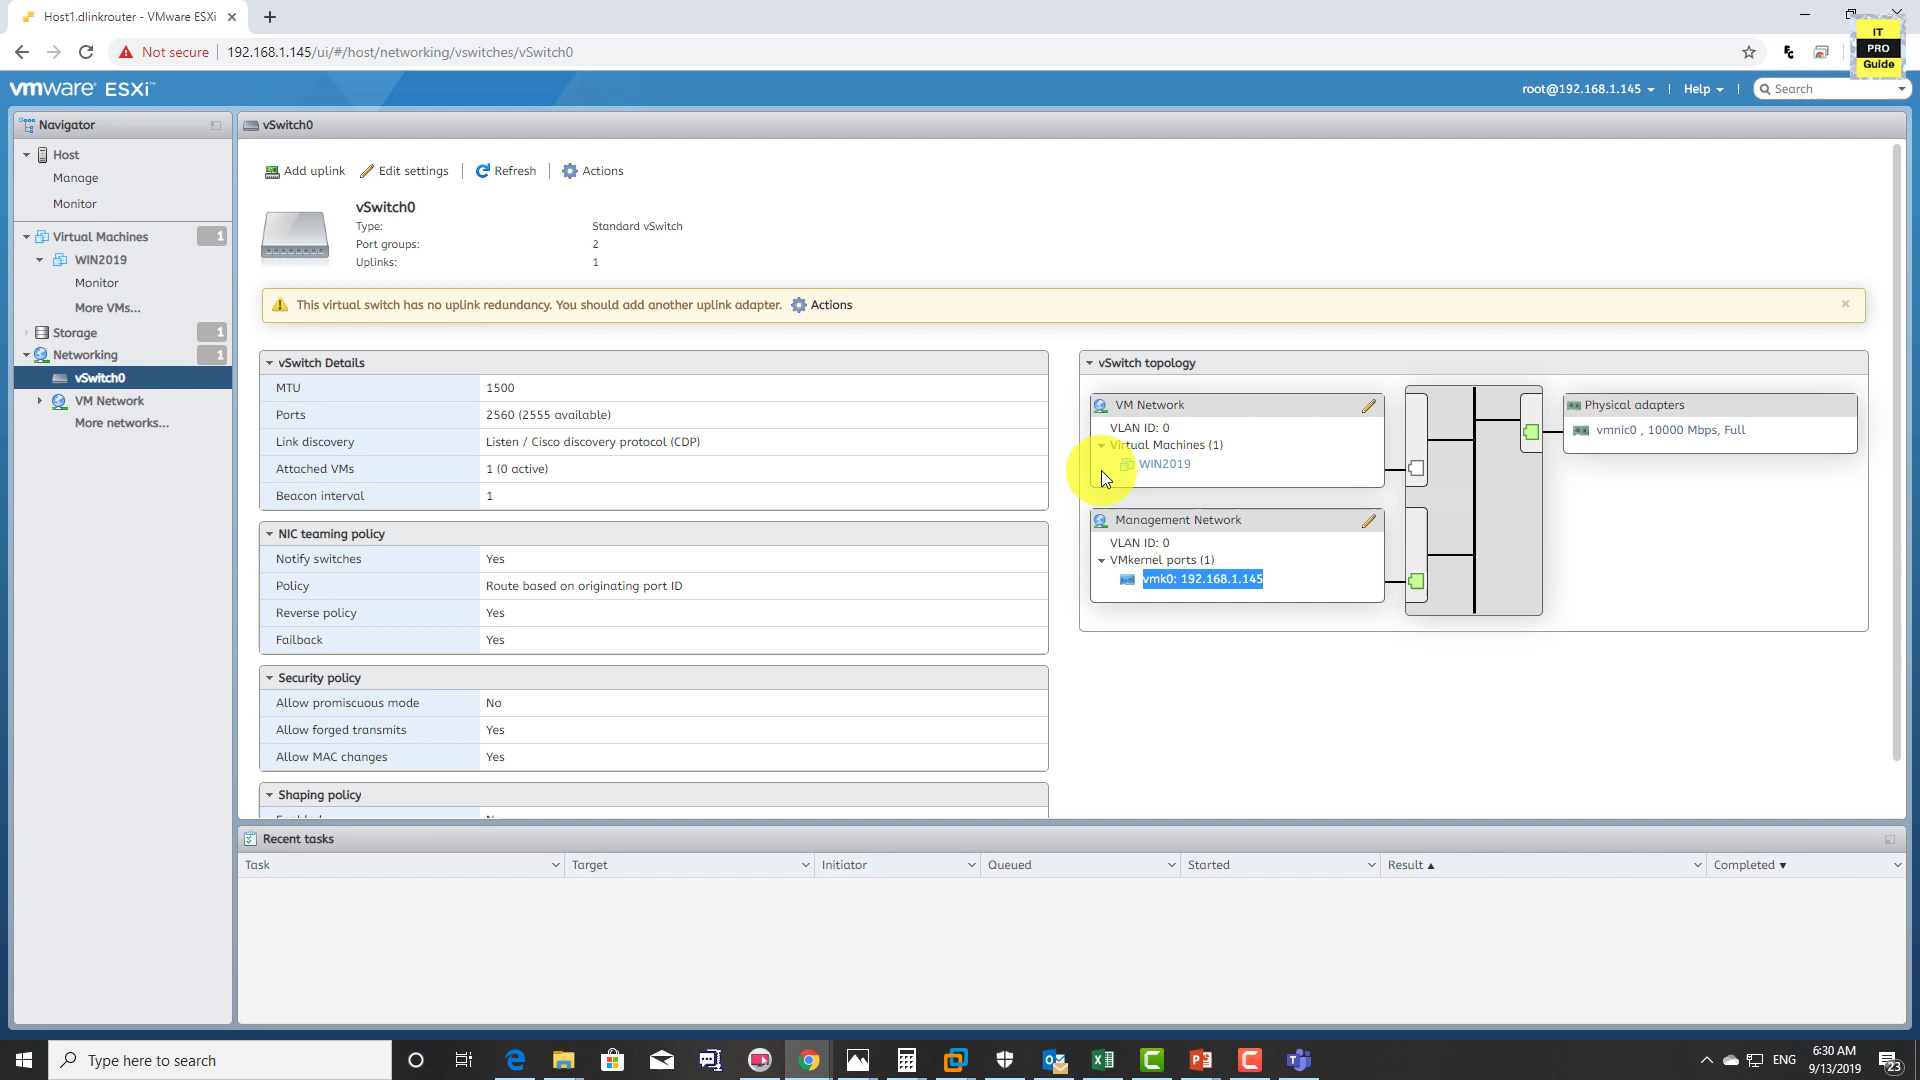 Host1.dlinkrouter - VMware ESXi
Not secure
192.168.1.145/ui/#/host/networking/vswitches/vSwitch0
IT
PRO
Guide
vmware ESXi™
root@192.168.1.145
Help
Search
Navigator
Host
Manage
Monitor
Virtual Machines 1
WIN2019
Monitor
More VMs...
Storage 1
Networking 1
vSwitch0
VM Network
More networks...
vSwitch0
Add uplink
Edit settings
Refresh
Actions
vSwitch0
Type: Standard vSwitch
Port groups: 2
Uplinks: 1
This virtual switch has no uplink redundancy. You should add another uplink adapter. Actions
vSwitch Details
MTU 1500
Ports 2560 (2555 available)
Link discovery Listen / Cisco discovery protocol (CDP)
Attached VMs 1 (0 active)
Beacon interval 1
NIC teaming policy
Notify switches Yes
Policy Route based on originating port ID
Reverse policy Yes
Failback Yes
Security policy
Allow promiscuous mode No
Allow forged transmits Yes
Allow MAC changes Yes
Shaping policy
vSwitch topology
VM Network
VLAN ID: 0
Virtual Machines (1)
WIN2019
Management Network
VLAN ID: 0
VMkernel ports (1)
vmk0: 192.168.1.145
Physical adapters
vmnic0 , 10000 Mbps, Full
Recent tasks
Task Target Initiator Queued Started Result Completed
Type here to search
ENG
6:30 AM
9/13/2019
23